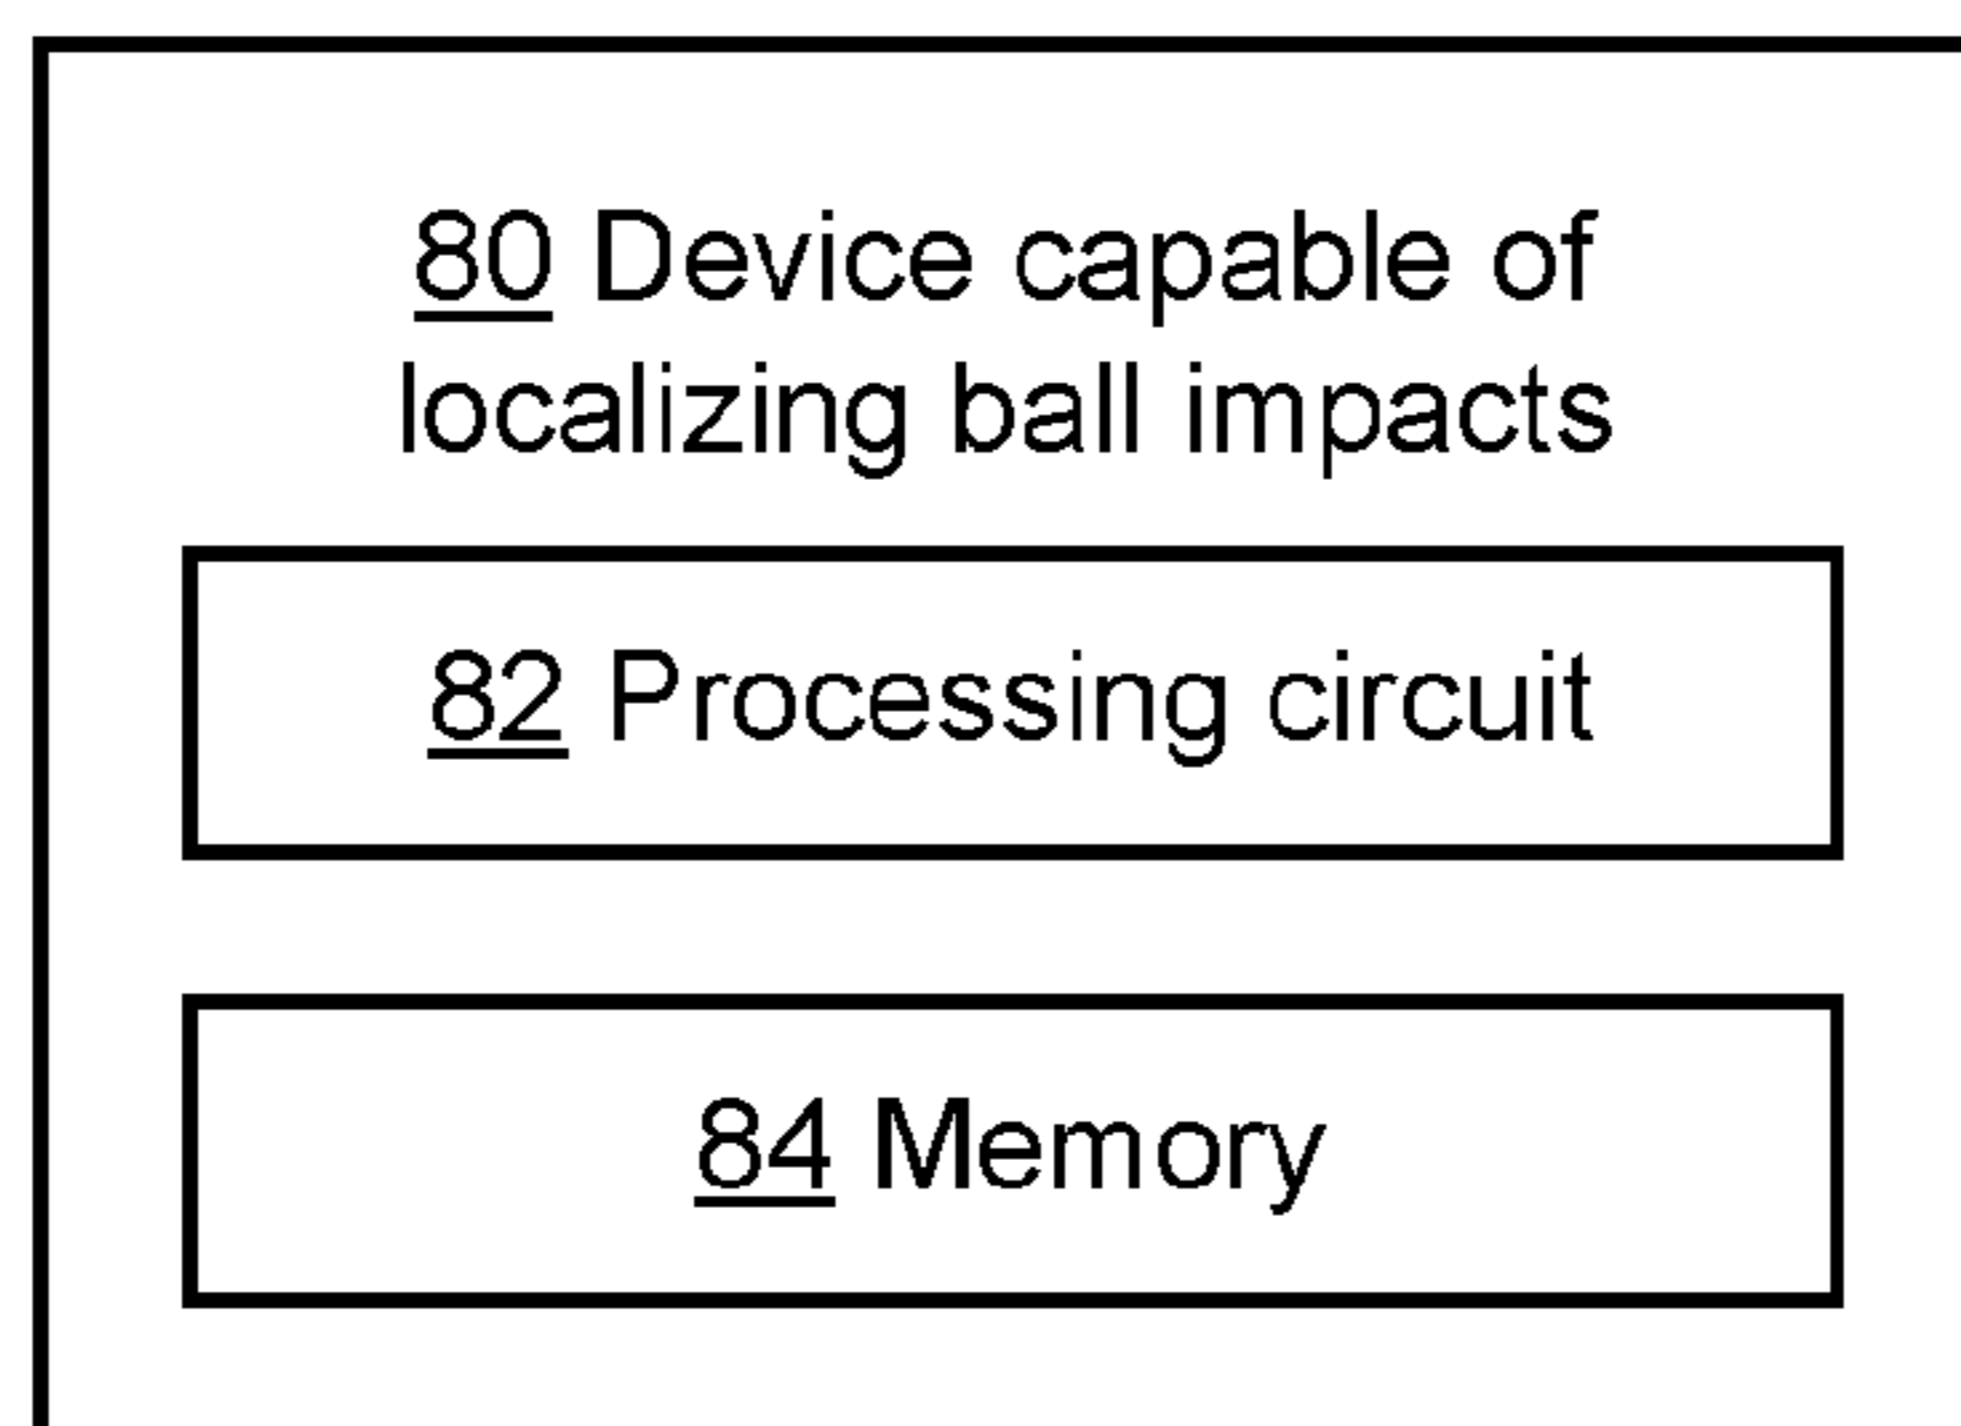 80 Device capable of
localizing ball impacts
82 Processing circuit
84 Memory